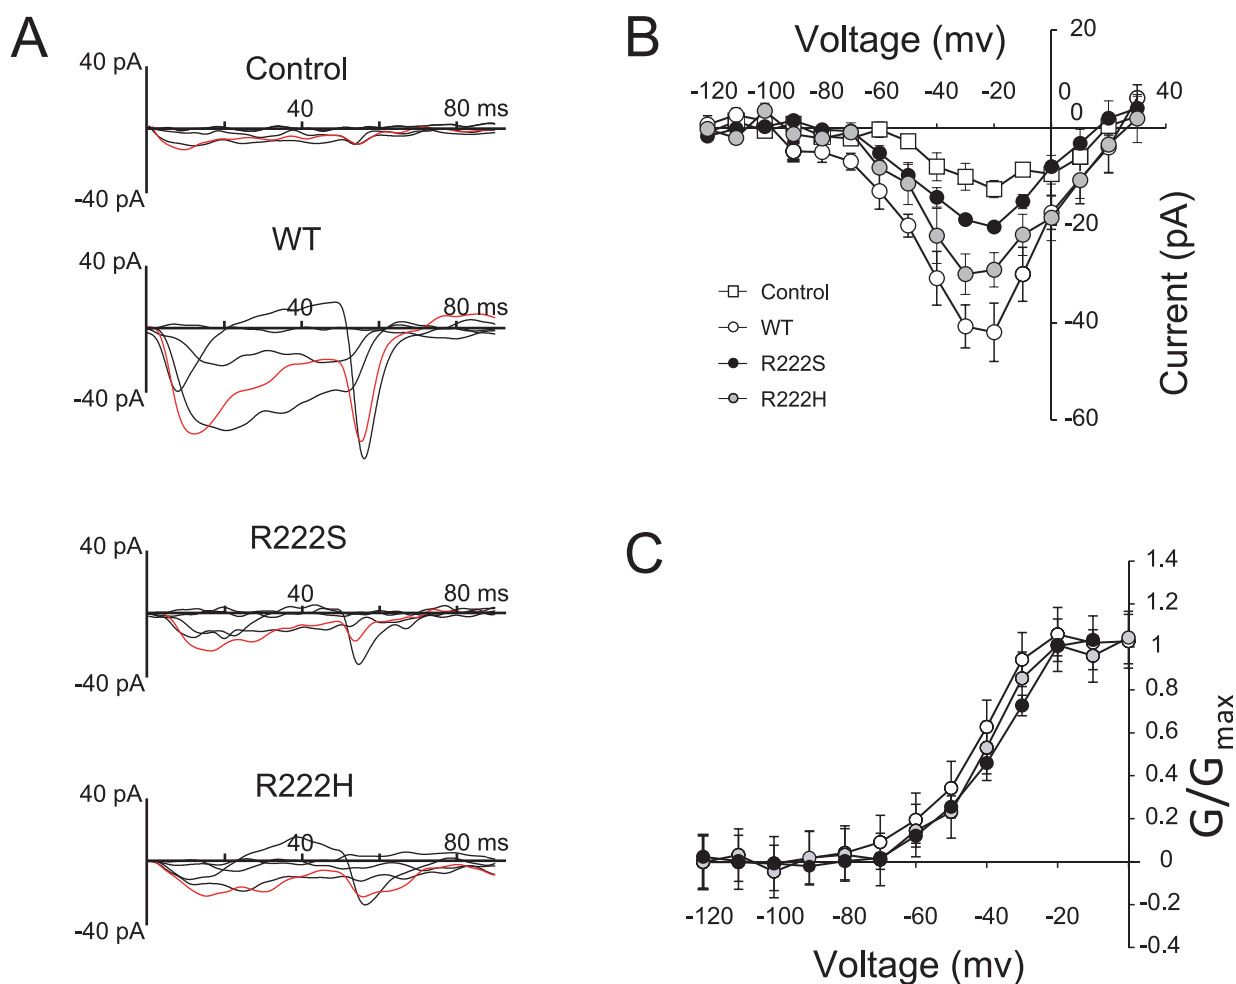 A
40 pA
Control
40
80 ms
-40 pA
WT
40 pA
40
80 ms
-40 pA
R222S
40 pA
40
80 ms
-40 pA
R222H
40 pA
40
80 ms
-40 pA
B
Voltage (mv)
20
-120
-100
-80
-60
-40
-20
0
40
0
-20
-40
-60
Current (pA)
Control
WT
R222S
R222H
C
1.4
1.2
1
0.8
0.6
0.4
0.2
0
-0.2
-0.4
G/Gmax
-120
-100
-80
-60
-40
-20
Voltage (mv)